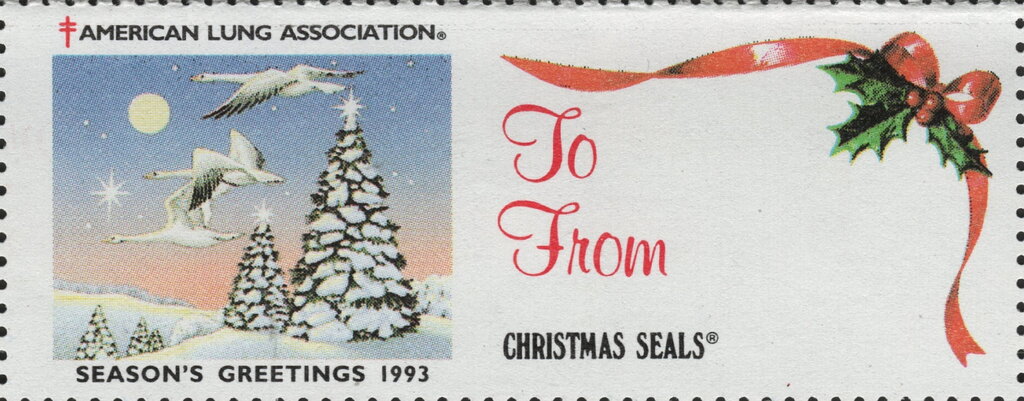 AMERICAN LUNG ASSOCIATION®
SEASON'S GREETINGS 1993
To
From
CHRISTMAS SEALS®